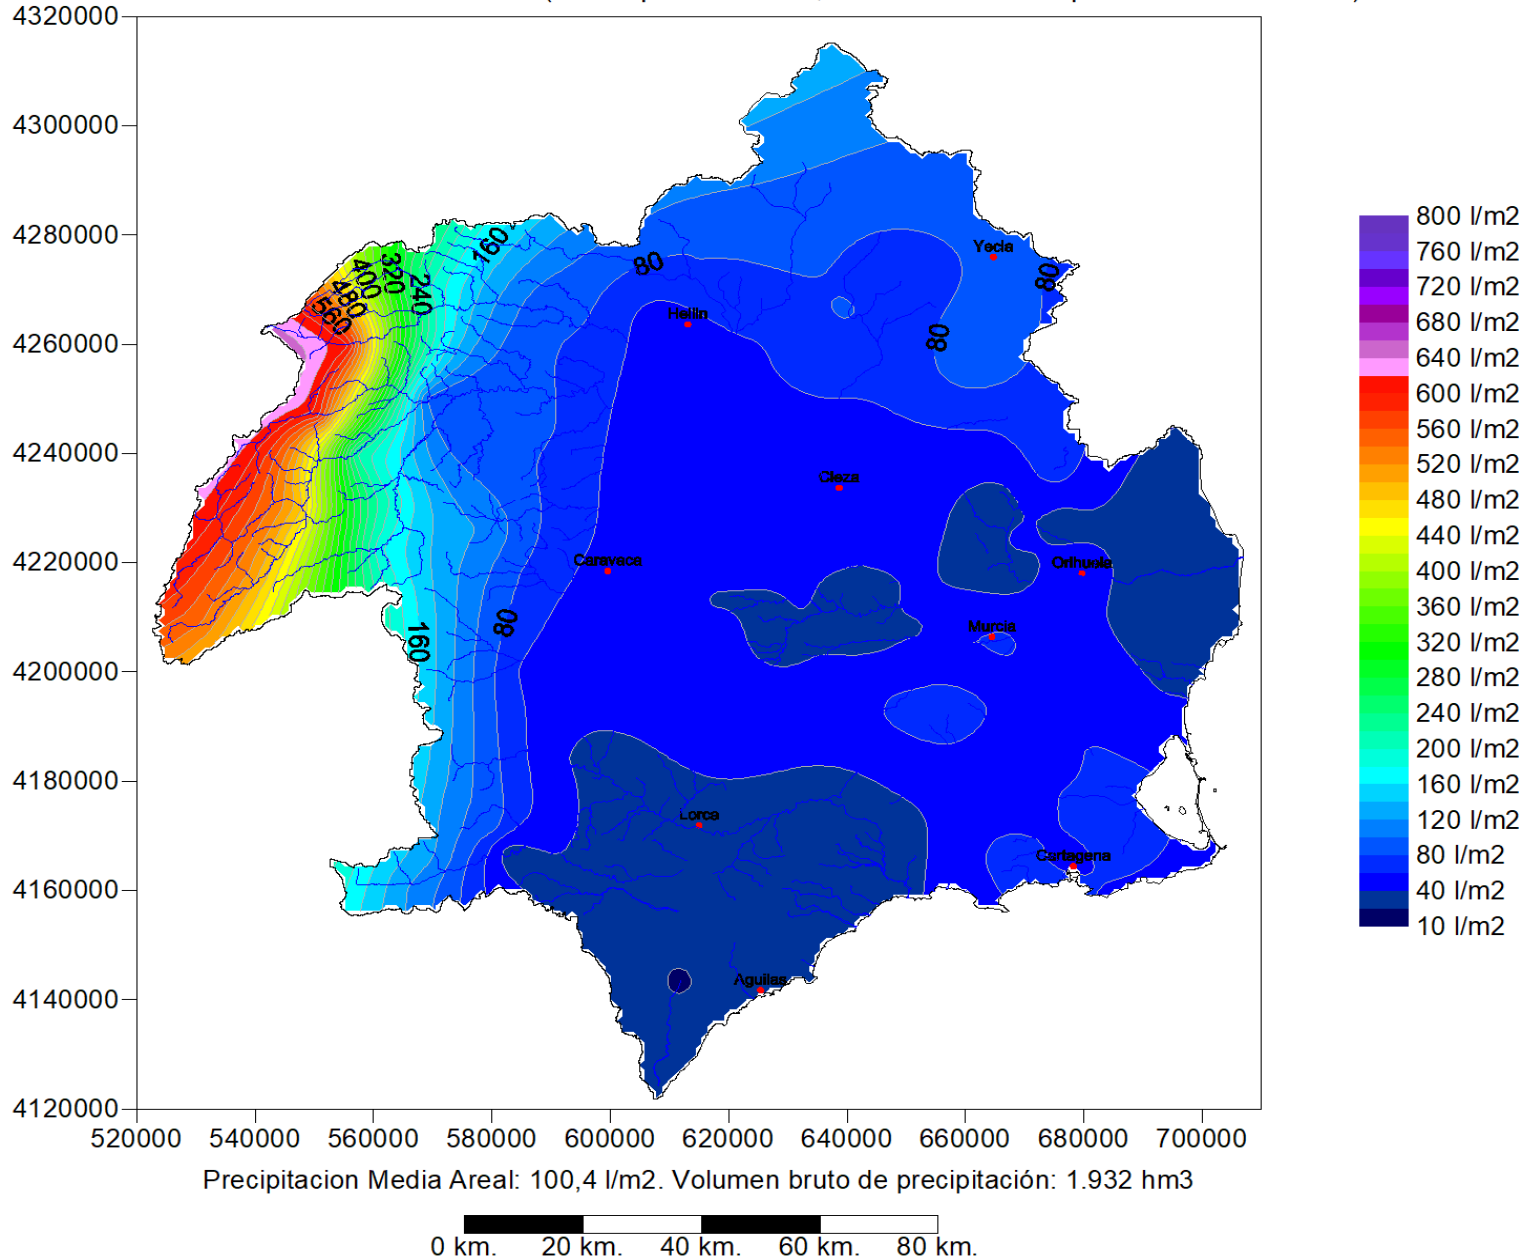 4320000
4300000
4280000
4260000
4240000
4220000
4200000
4180000
4160000
4140000
4120000
520000 540000 560000 580000 600000 620000 640000 660000 680000 700000
160
80
Yecla
80
400
320
240
480
560
Hellin
80
Cieza
Caravaca
Orihuela
80
160
Murcia
Lorca
Cartagena
Aguilas
800 l/m2
760 l/m2
720 l/m2
680 l/m2
640 l/m2
600 l/m2
560 l/m2
520 l/m2
480 l/m2
440 l/m2
400 l/m2
360 l/m2
320 l/m2
280 l/m2
240 l/m2
200 l/m2
160 l/m2
120 l/m2
80 l/m2
40 l/m2
10 l/m2
Precipitacion Media Areal: 100,4 l/m2. Volumen bruto de precipitación: 1.932 hm3
0 km. 20 km. 40 km. 60 km. 80 km.